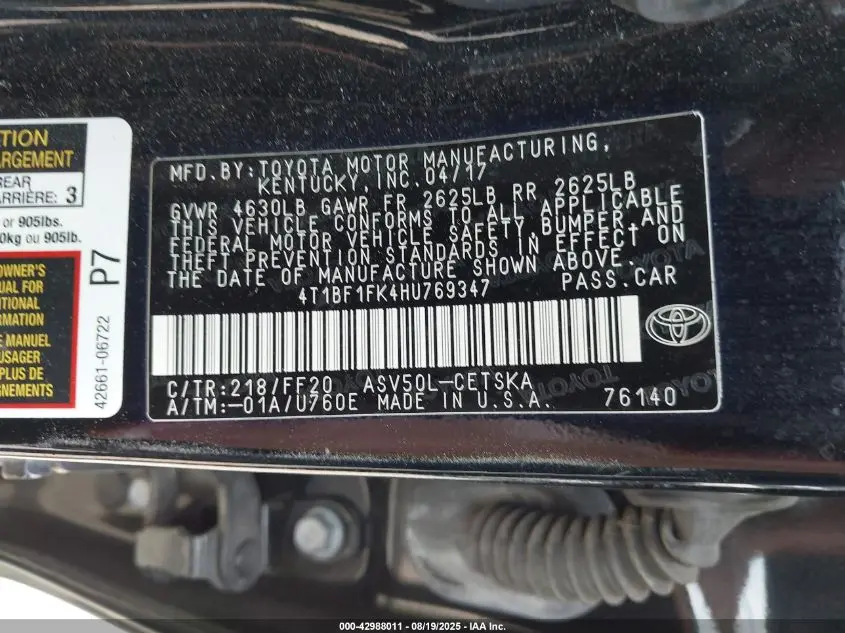 TION
ARGEMENT
REAR
ARRIÈRE: 3
or 905lbs.
0kg ou 905lb.
OWNER'S
UAL FOR
ITIONAL
RMATION
E MANUEL
USAGER
PLUS DE
GNEMENTS
P7
42661-06722
MFD.BY:TOYOTA MOTOR MANUFACTURING,
KENTUCKY, INC. 04/17
GVWR 4630LB GAWR FR 2625LB RR 2625LB
THIS VEHICLE CONFORMS TO ALL APPLICABLE
FEDERAL MOTOR VEHICLE SAFETY, BUMPER, AND
THEFT PREVENTION STANDARDS IN EFFECT ON
THE DATE OF MANUFACTURE SHOWN ABOVE.
4T1BF1FK4HU769347 PASS.CAR
C/TR:218/FF20 ASV50L-CETSKA
A/TM:-01A/U760E MADE IN U.S.A. 76140
000-42988011 - 08/19/2025 - IAA Inc.